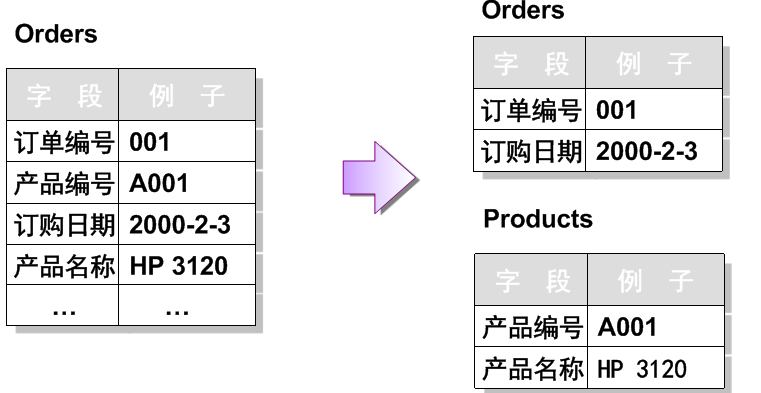 Orders
字 段 例 子
订单编号 001
产品编号 A001
订购日期 2000-2-3
产品名称 HP 3120
… …
Orders
字 段 例 子
订单编号 001
订购日期 2000-2-3
Products
字 段 例 子
产品编号 A001
产品名称 HP 3120